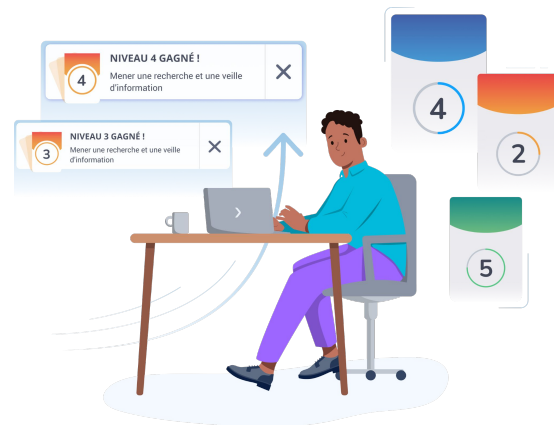 NIVEAU 4 GAGNÉ !
4
Mener une recherche et une veille
d'information
NIVEAU 3 GAGNÉ !
3
Mener une recherche et une veille
d'information
4
2
5